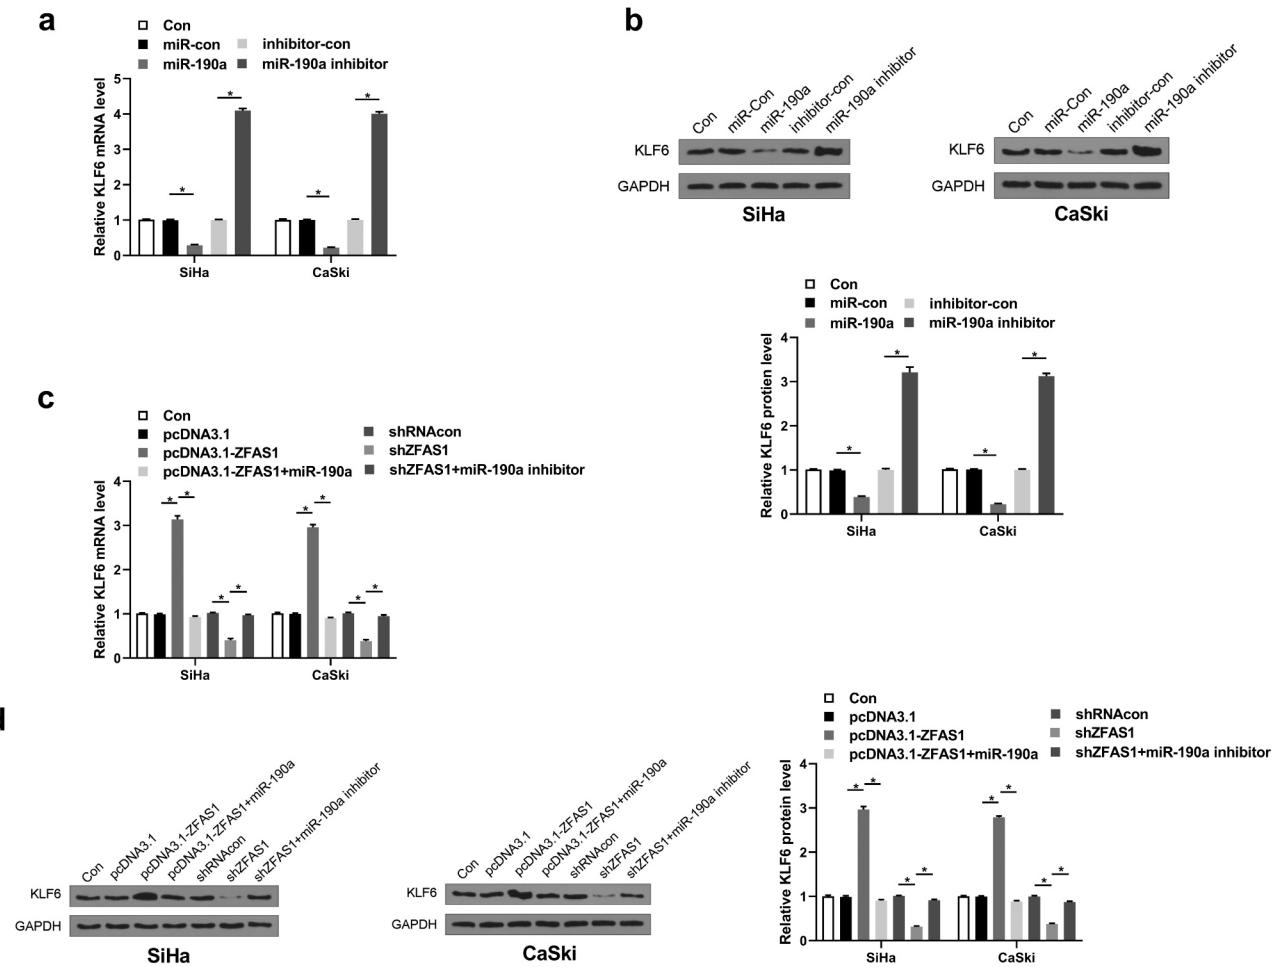 a
Con
miR-con
inhibitor-con
miR-190a
miR-190a inhibitor
Relative KLF6 mRNA level
5
4
3
2
1
0
*
*
*
*
SiHa
CaSki
b
Con
miR-Con
miR-190a
inhibitor-con
miR-190a inhibitor
KLF6
GAPDH
SiHa
Con
miR-Con
miR-190a
inhibitor-con
miR-190a inhibitor
KLF6
GAPDH
CaSki
Con
miR-con
inhibitor-con
miR-190a
miR-190a inhibitor
Relative KLF6 protien level
4
3
2
1
0
*
*
*
*
SiHa
CaSki
c
Con
pcDNA3.1
shRNAcon
pcDNA3.1-ZFAS1
shZFAS1
pcDNA3.1-ZFAS1+miR-190a
shZFAS1+miR-190a inhibitor
Relative KLF6 mRNA level
4
3
2
1
0
*
*
*
*
*
*
*
*
SiHa
CaSki
Con
pcDNA3.1
pcDNA3.1-ZFAS1
pcDNA3.1-ZFAS1+miR-190a
shRNAcon
shZFAS1
shZFAS1+miR-190a inhibitor
KLF6
GAPDH
SiHa
Con
pcDNA3.1
pcDNA3.1-ZFAS1
pcDNA3.1-ZFAS1+miR-190a
shRNAcon
shZFAS1
shZFAS1+miR-190a inhibitor
KLF6
GAPDH
CaSki
Con
pcDNA3.1
shRNAcon
pcDNA3.1-ZFAS1
shZFAS1
pcDNA3.1-ZFAS1+miR-190a
shZFAS1+miR-190a inhibitor
Relative KLF6 protein level
4
3
2
1
0
*
*
*
*
*
*
*
*
SiHa
CaSki